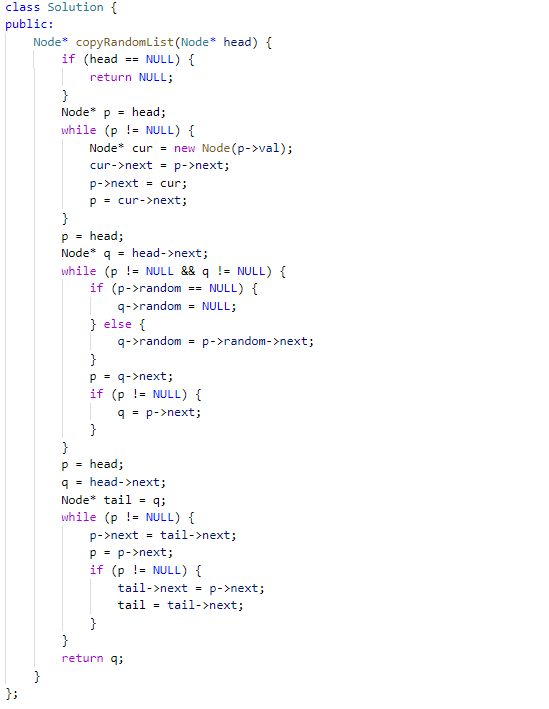 class Solution {
public:
    Node* copyRandomList(Node* head) {
        if (head == NULL) {
            return NULL;
        }
        Node* p = head;
        while (p != NULL) {
            Node* cur = new Node(p->val);
            cur->next = p->next;
            p->next = cur;
            p = cur->next;
        }
        p = head;
        Node* q = head->next;
        while (p != NULL && q != NULL) {
            if (p->random == NULL) {
                q->random = NULL;
            } else {
                q->random = p->random->next;
            }
            p = q->next;
            if (p != NULL) {
                q = p->next;
            }
        }
        p = head;
        q = head->next;
        Node* tail = q;
        while (p != NULL) {
            p->next = tail->next;
            p = p->next;
            if (p != NULL) {
                tail->next = p->next;
                tail = tail->next;
            }
        }
        return q;
    }
};